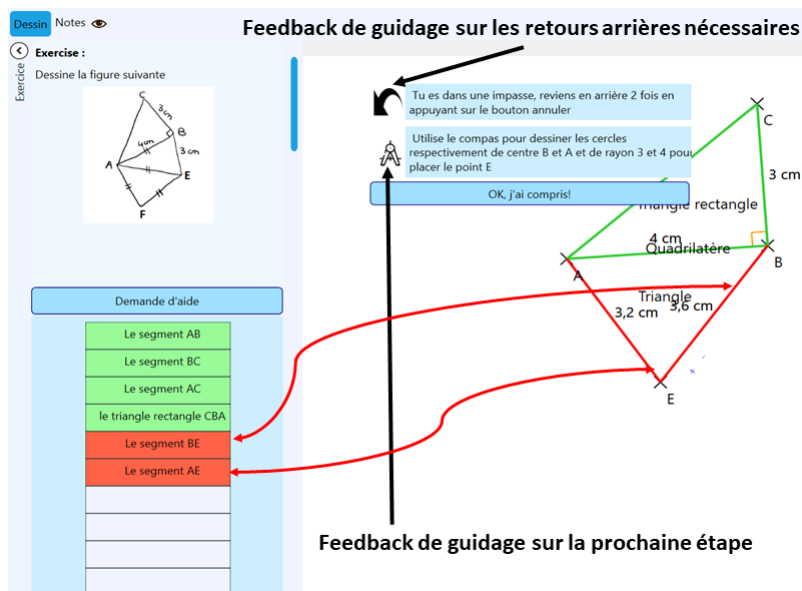 Dessin Notes
Feedback de guidage sur les retours arrières nécessaires
Exercice
Exercise :
Dessine la figure suivante
C
3cm
B
4cm
3cm
A
E
F
Demande d'aide
Le segment AB
Le segment BC
Le segment AC
le triangle rectangle CBA
Le segment BE
Le segment AE
Tu es dans une impasse, reviens en arrière 2 fois en
appuyant sur le bouton annuler
Utilise le compas pour dessiner les cercles
respectivement de centre B et A et de rayon 3 et 4 pour
placer le point E
OK, j'ai compris!
C
3 cm
Triangle rectangle
4 cm
Quadrilatère
B
A
Triangle
3,2 cm
3,6 cm
E
Feedback de guidage sur la prochaine étape